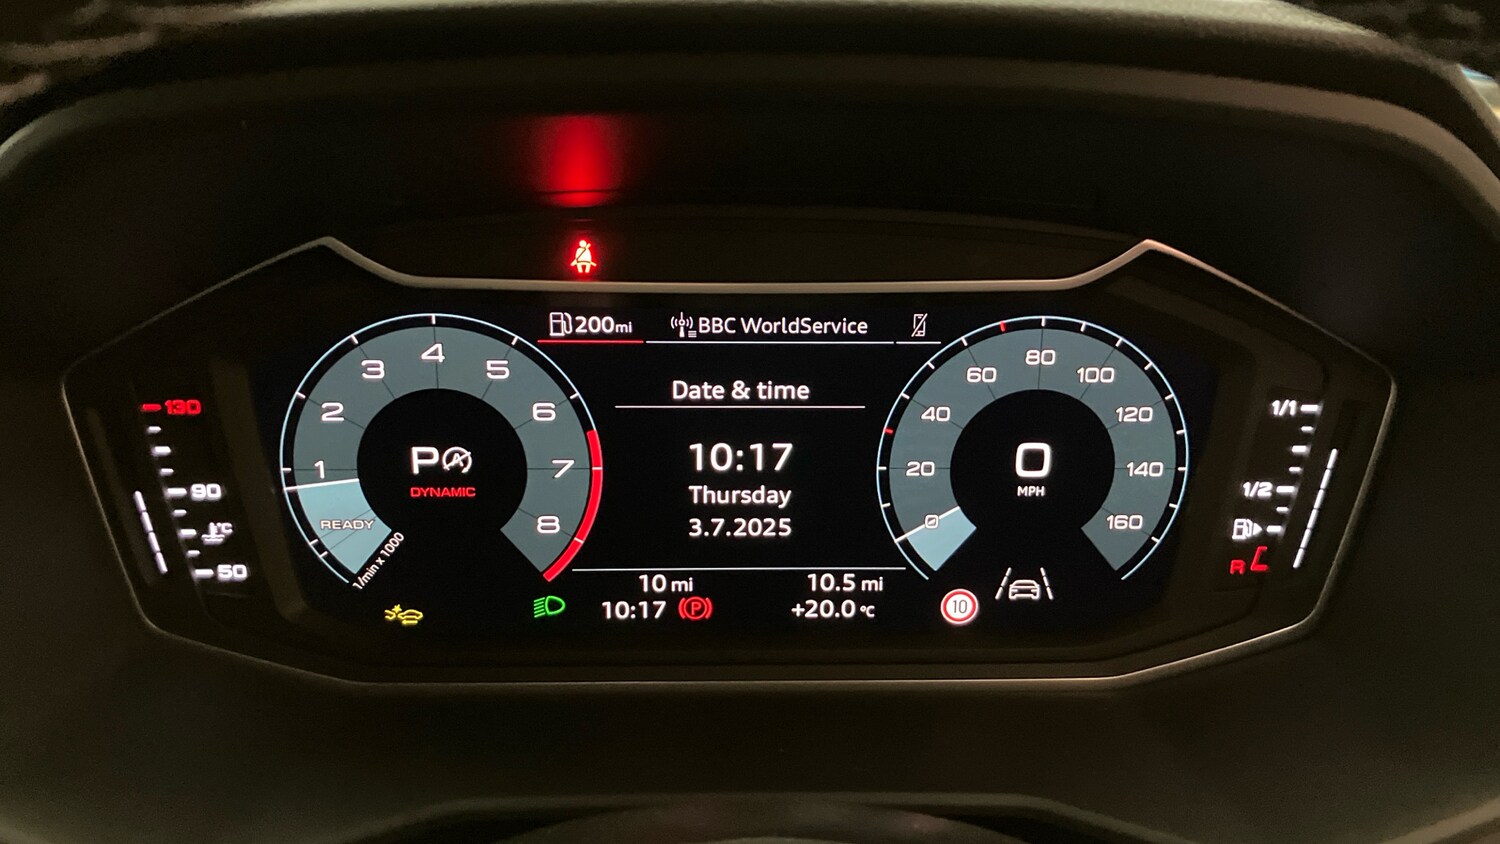 200mi
BBC WorldService
Date & time
10:17
Thursday
3.7.2025
10 mi
10.5 mi
10:17
P
+20.0 °C
130
90
°C
50
1
2
3
4
5
6
7
8
READY
1/min x 1000
P A
DYNAMIC
0
20
40
60
80
100
120
140
160
0
MPH
10
1/1
1/2
R